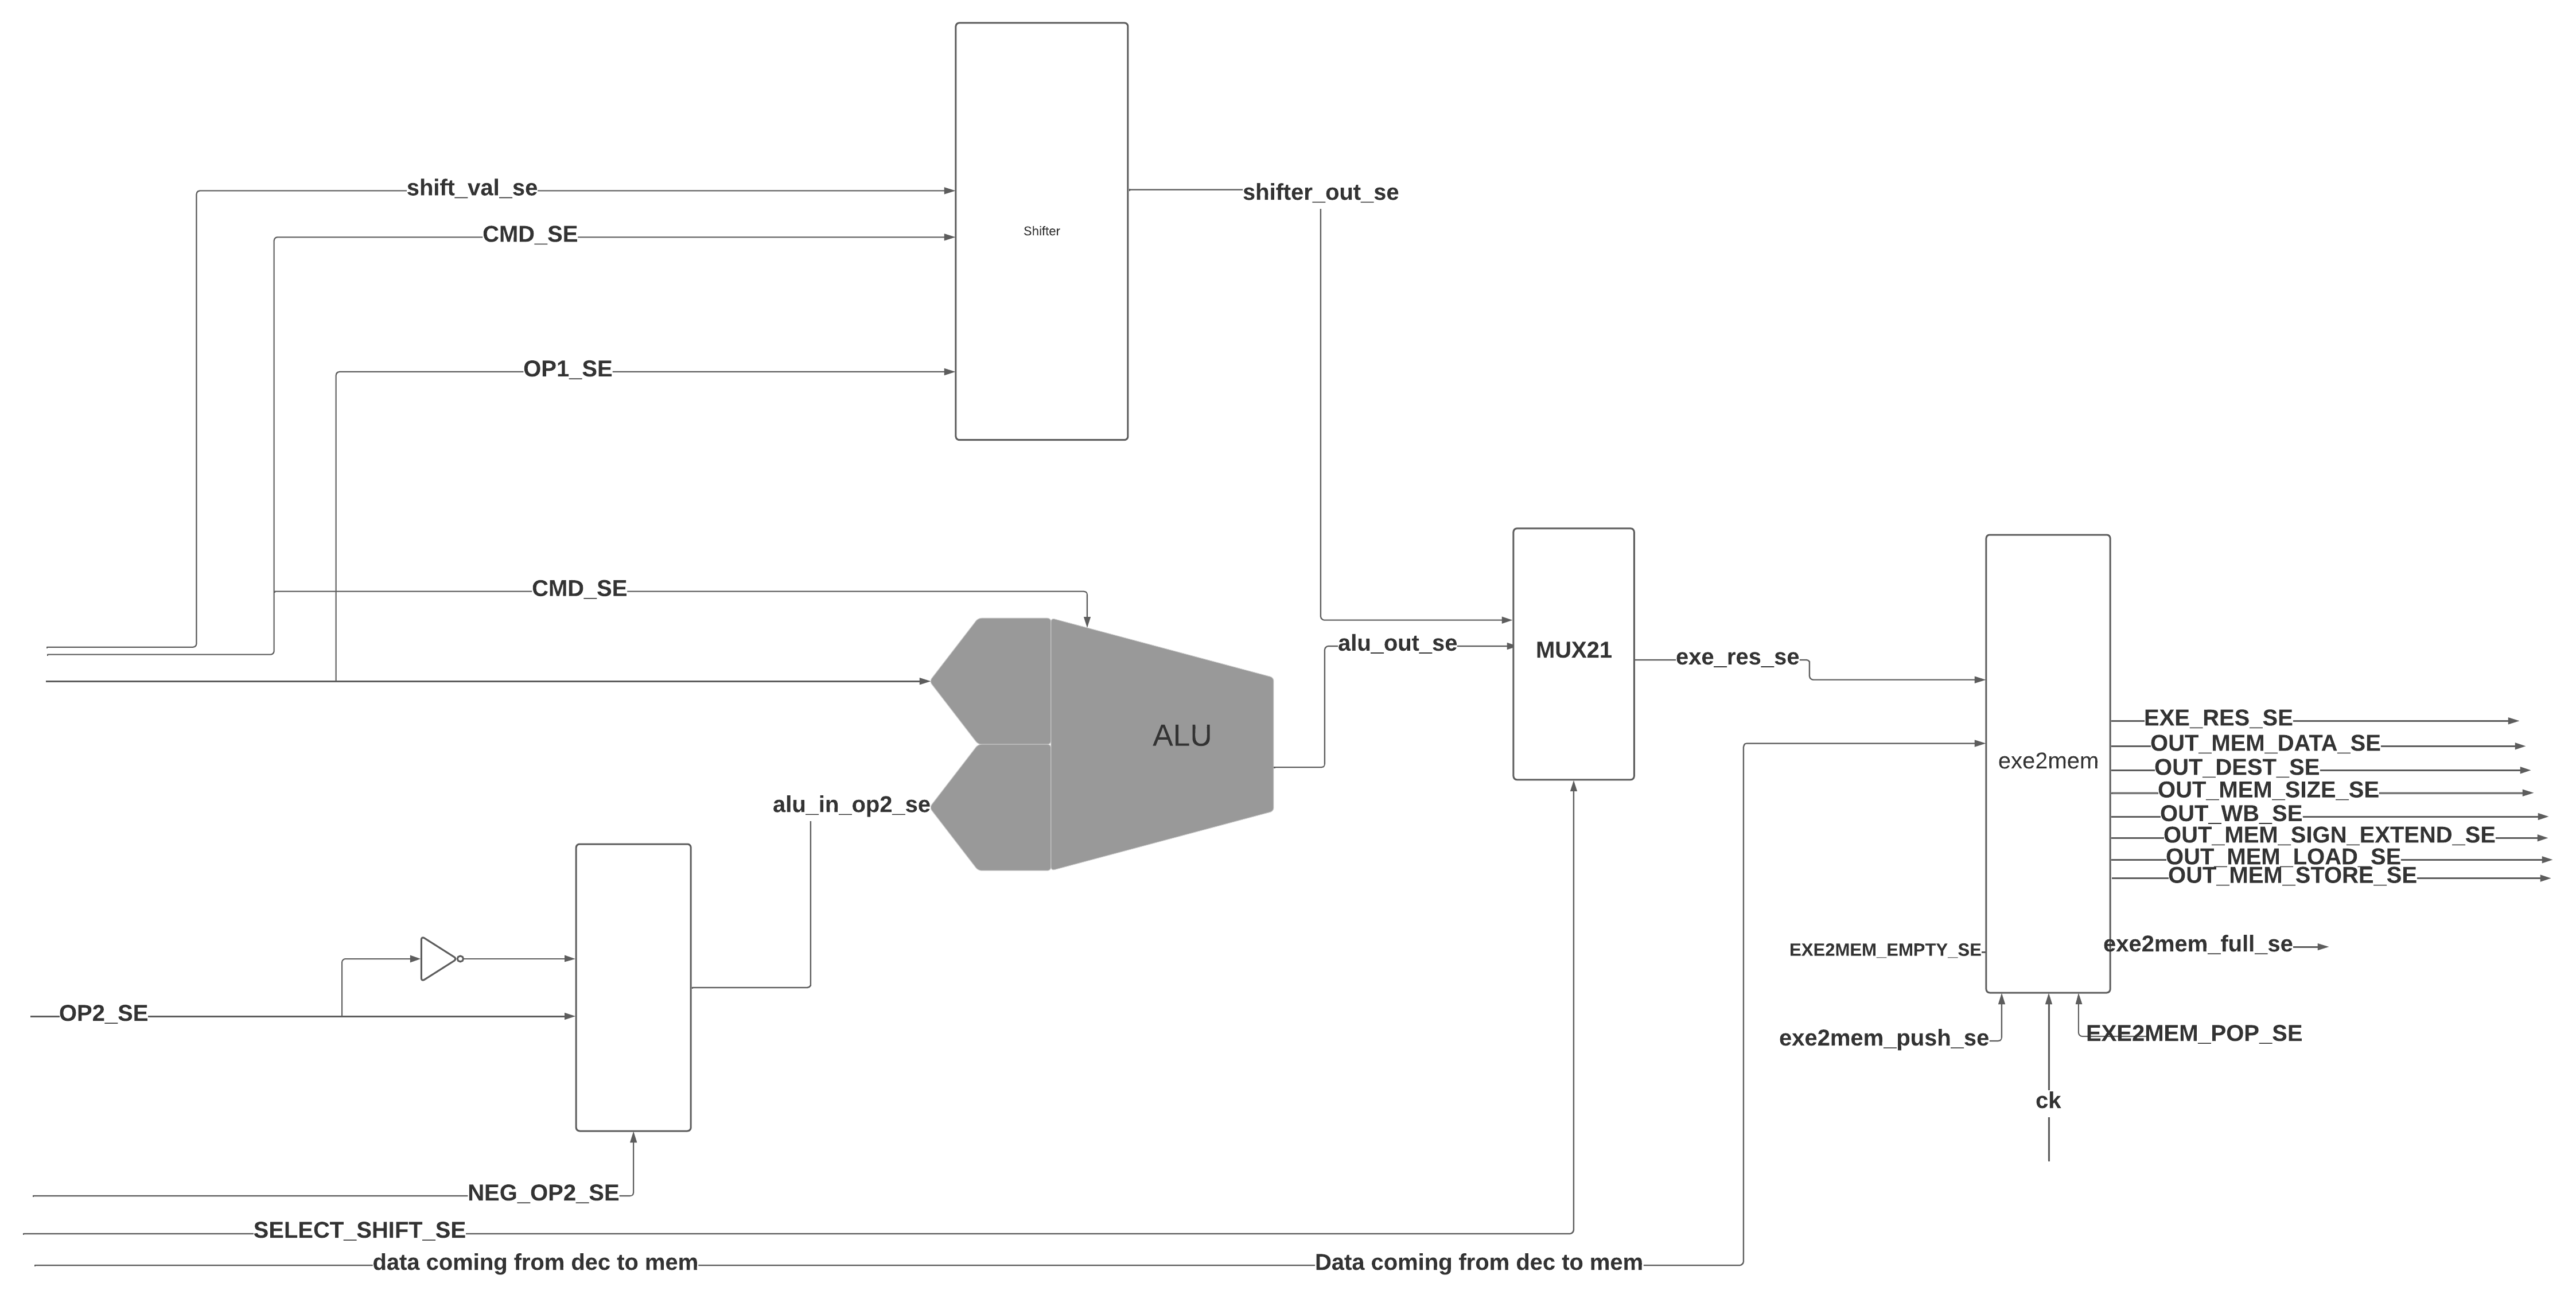 shift_val_se
shifter_out_se
CMD_SE
Shifter
OP1_SE
CMD_SE
alu_out_se
MUX21
exe_res_se
ALU
EXE_RES_SE
OUT_MEM_DATA_SE
exe2mem
OUT_DEST_SE
OUT_MEM_SIZE_SE
alu_in_op2_se
OUT_WB_SE
OUT_MEM_SIGN_EXTEND_SE
OUT_MEM_LOAD_SE
OUT_MEM_STORE_SE
EXE2MEM_EMPTY_SE
exe2mem_full_se
OP2_SE
exe2mem_push_se
EXE2MEM_POP_SE
ck
NEG_OP2_SE
SELECT_SHIFT_SE
data coming from dec to mem
Data coming from dec to mem